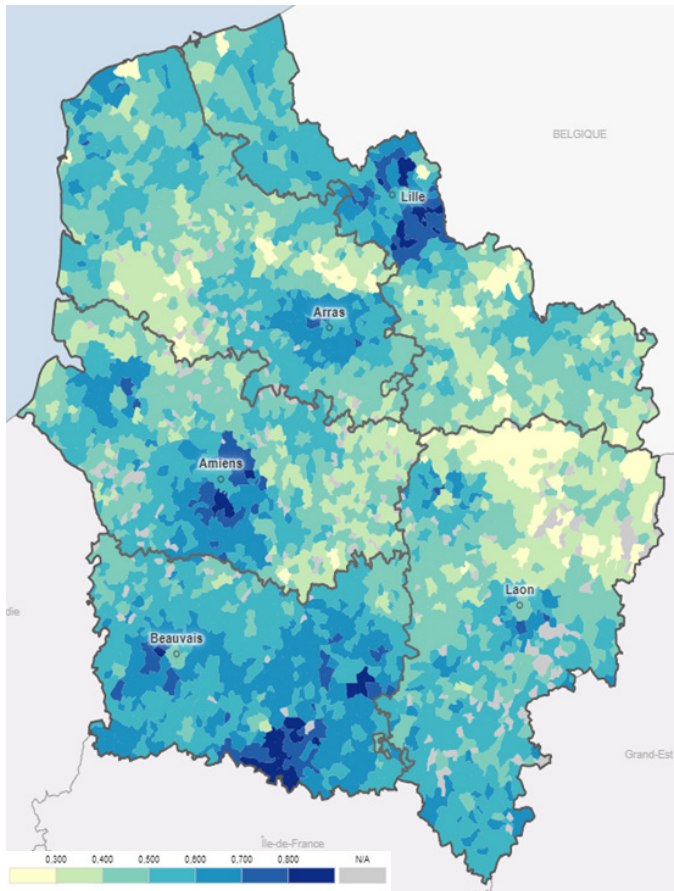 BELGIQUE
Lille
Arras
Amiens
Laon
Beauvais
die
Grand-Est
Île-de-France
0,300 0,400 0,500 0,600 0,700 0,800 N/A